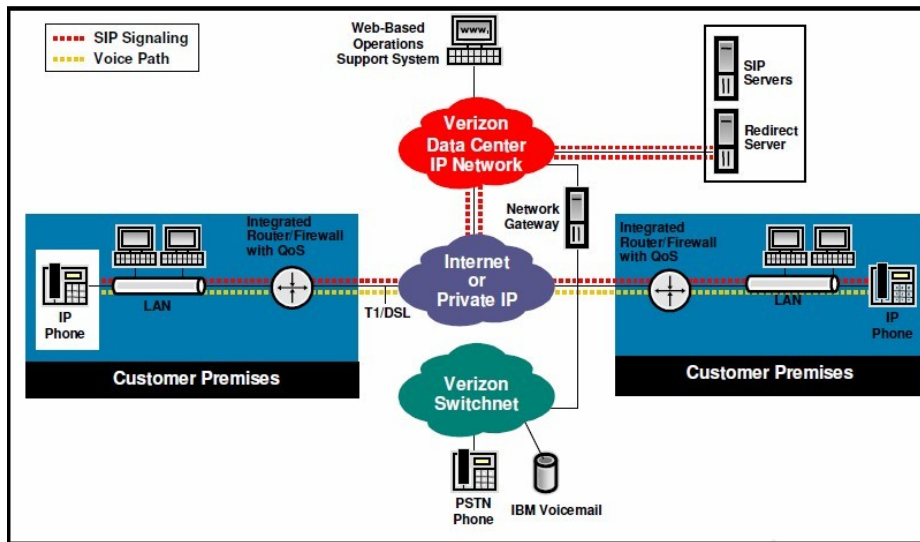 SIP Signaling
Voice Path
Web-Based
Operations
Support System
www.
SIP
Servers
Redirect
Server
Verizon
Data Center
IP Network
Network
Gateway
Integrated
Router/Firewall
with QoS
LAN
IP
Phone
T1/DSL
Internet
or
Private IP
Integrated
Router/Firewall
with QoS
LAN
IP
Phone
Customer Premises
Verizon
Switchnet
Customer Premises
PSTN
Phone
IBM Voicemail